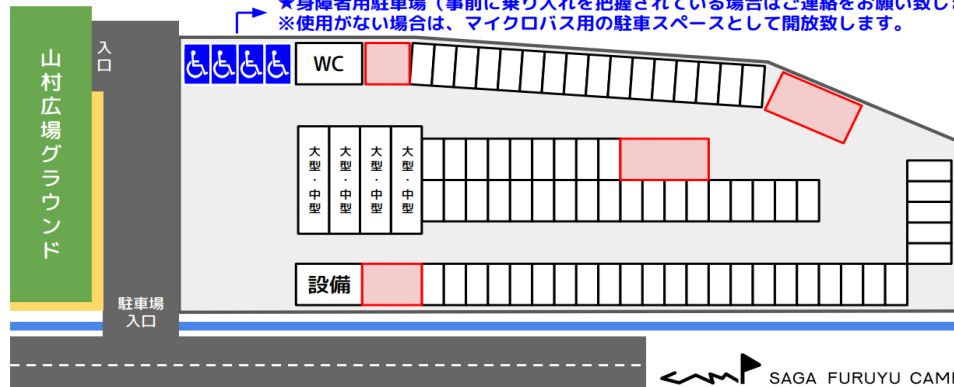 ★身障者用駐車場（事前に乗り入れを把握されている場合はご連絡をお願い致しま
※使用がない場合は、マイクロバス用の駐車スペースとして開放致します。
山村広場グラウンド
入口
WC
大型・中型
大型・中型
大型・中型
大型・中型
設備
駐車場
入口
SAGA FURUYU CAMP